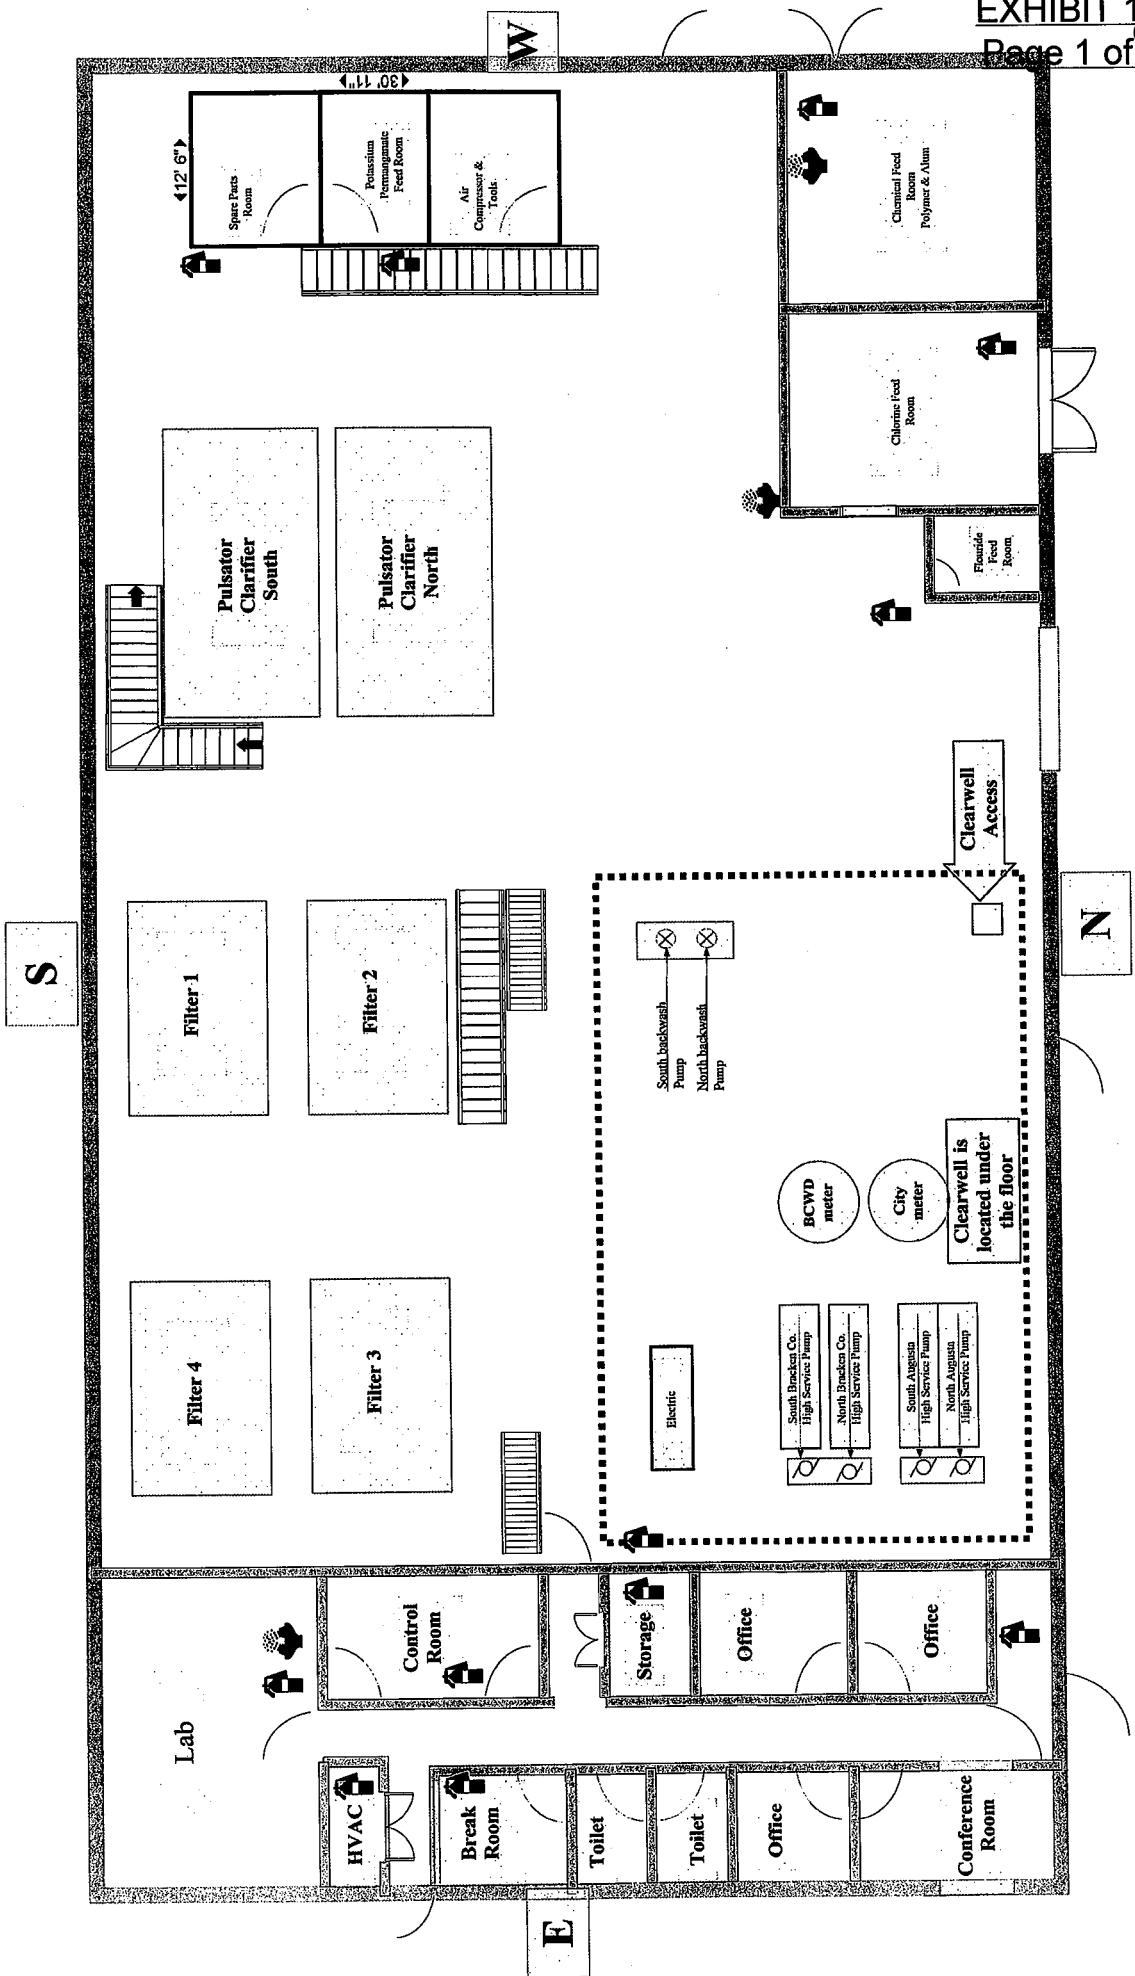 EXHIBIT 1
Page 1 of
W
30' 11"
12' 6"
Spare Parts
Room
Potassium
Permanganate
Feed Room
Air
Compressor &
Tools
Chemical Feed
Room
Polymer & Alum
Chlorine Feed
Room
Flouride
Feed
Room
Pulsator
Clarifier
South
Pulsator
Clarifier
North
Clearwell
Access
S
N
Filter 1
Filter 2
South backwash
Pump
North backwash
Pump
BCWD
meter
City
meter
Clearwell is
located under
the floor
Filter 4
Filter 3
Electric
South Bracken Co.
High Service Pump
North Bracken Co.
High Service Pump
South Augusta
High Service Pump
North Augusta
High Service Pump
Lab
Control
Room
Storage
Office
Office
HVAC
Break
Room
Toilet
Toilet
Office
Conference
Room
E